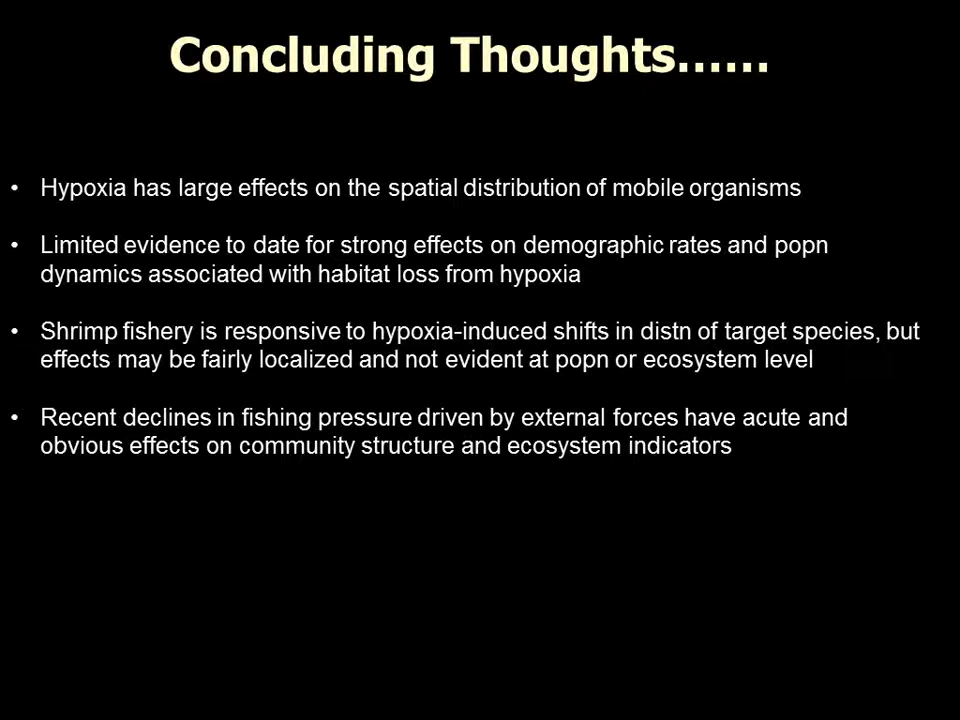 Concluding Thoughts……
• Hypoxia has large effects on the spatial distribution of mobile organisms
• Limited evidence to date for strong effects on demographic rates and popn
dynamics associated with habitat loss from hypoxia
• Shrimp fishery is responsive to hypoxia-induced shifts in distn of target species, but
effects may be fairly localized and not evident at popn or ecosystem level
• Recent declines in fishing pressure driven by external forces have acute and
obvious effects on community structure and ecosystem indicators